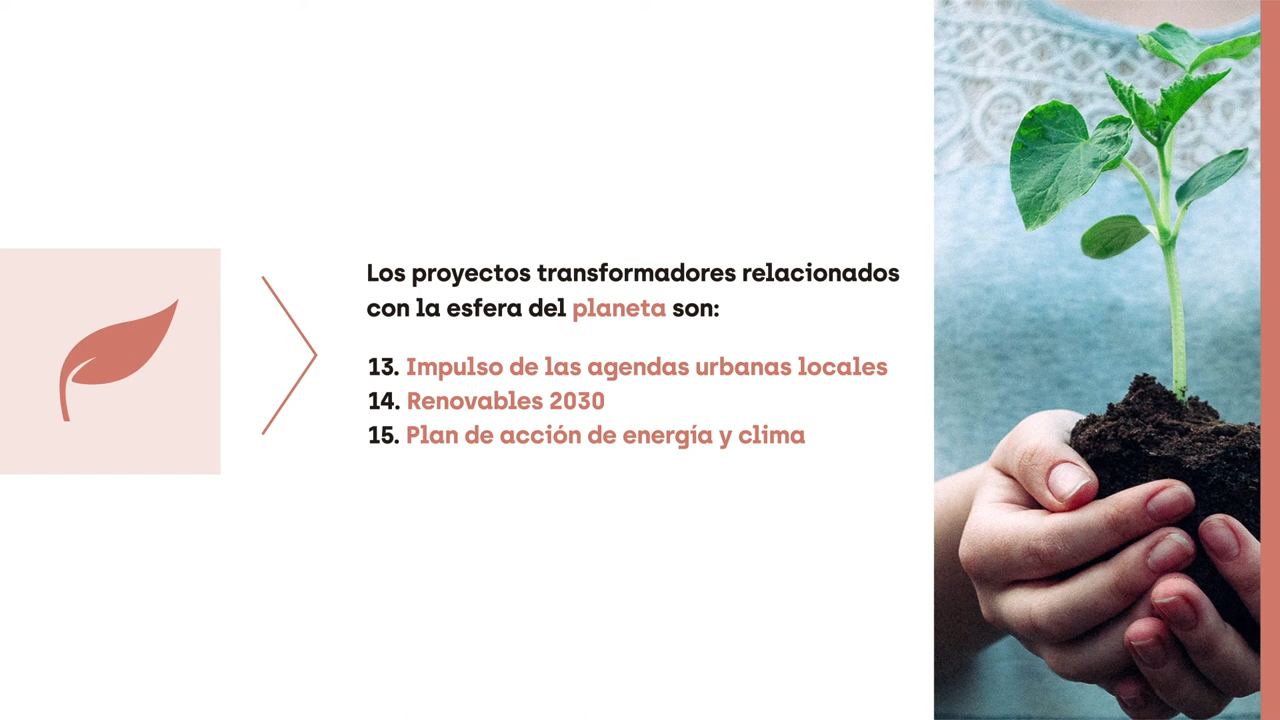 Los proyectos transformadores relacionados
con la esfera del planeta son:
13. Impulso de las agendas urbanas locales
14. Renovables 2030
15. Plan de acción de energía y clima